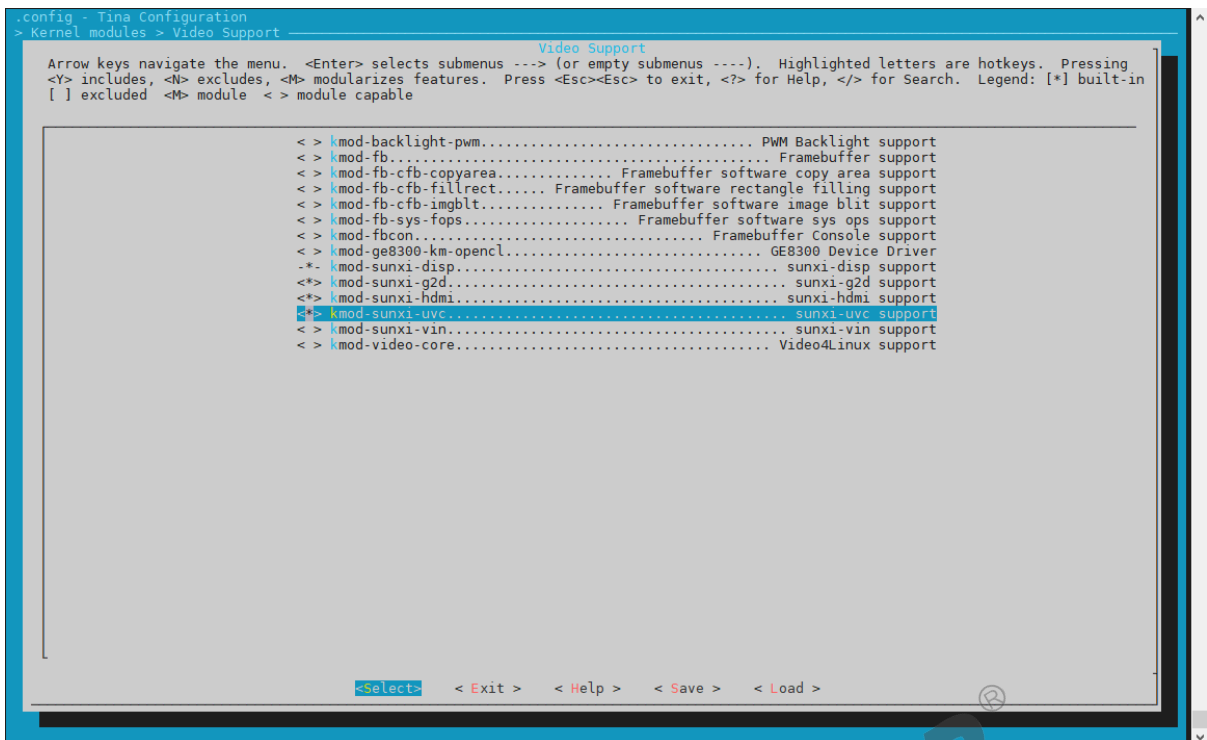 .config - Tina Configuration
> Kernel modules > Video Support
Video Support
Arrow keys navigate the menu.  <Enter> selects submenus ---> (or empty submenus ----).  Highlighted letters are hotkeys.  Pressing
<Y> includes, <N> excludes, <M> modularizes features.  Press <Esc><Esc> to exit, <?> for Help, </> for Search.  Legend: [*] built-in
[ ] excluded  <M> module  < > module capable
< > kmod-backlight-pwm................................. PWM Backlight support
< > kmod-fb.............................................. Framebuffer support
< > kmod-fb-cfb-copyarea.............. Framebuffer software copy area support
< > kmod-fb-cfb-fillrect...... Framebuffer software rectangle filling support
< > kmod-fb-cfb-imgblt............... Framebuffer software image blit support
< > kmod-fb-sys-fops.................... Framebuffer software sys ops support
< > kmod-fbcon................................... Framebuffer Console support
< > kmod-ge8300-km-opencl............................... GE8300 Device Driver
-*- kmod-sunxi-disp....................................... sunxi-disp support
<*> kmod-sunxi-g2d......................................... sunxi-g2d support
<*> kmod-sunxi-hdmi....................................... sunxi-hdmi support
<*> kmod-sunxi-uvc......................................... sunxi-uvc support
< > kmod-sunxi-vin......................................... sunxi-vin support
< > kmod-video-core...................................... Video4Linux support
<Select>    < Exit >    < Help >    < Save >    < Load >
®